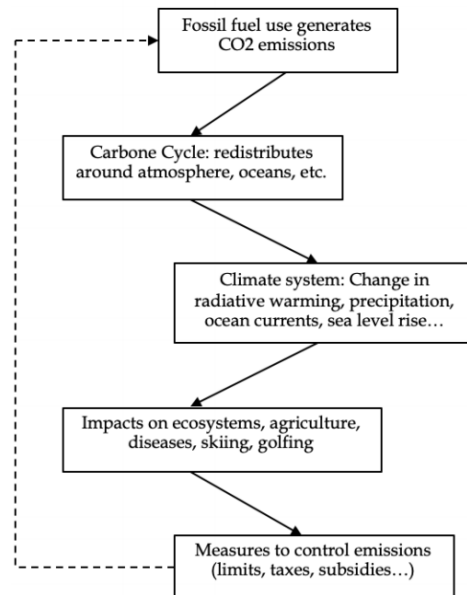 Fossil fuel use generates
CO2 emissions
Carbone Cycle: redistributes
around atmosphere, oceans, etc.
Climate system: Change in
radiative warming, precipitation,
ocean currents, sea level rise…
Impacts on ecosystems, agriculture,
diseases, skiing, golfing
Measures to control emissions
(limits, taxes, subsidies…)